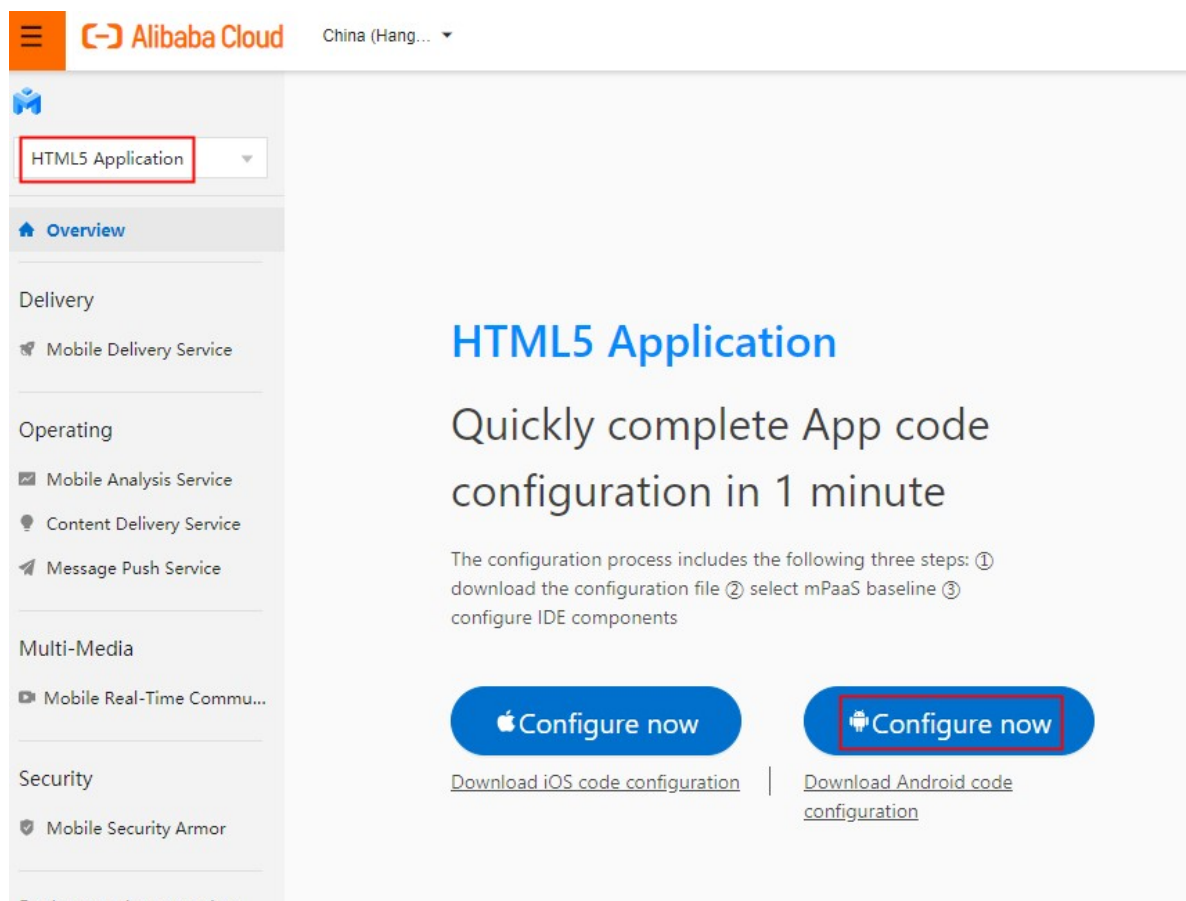 Alibaba Cloud
China (Hang...
HTML5 Application
Overview
Delivery
Mobile Delivery Service
Operating
Mobile Analysis Service
Content Delivery Service
Message Push Service
Multi-Media
Mobile Real-Time Commu...
Security
Mobile Security Armor
HTML5 Application
Quickly complete App code
configuration in 1 minute
The configuration process includes the following three steps: ①
download the configuration file ② select mPaaS baseline ③
configure IDE components
Configure now
Configure now
Download iOS code configuration
Download Android code
configuration